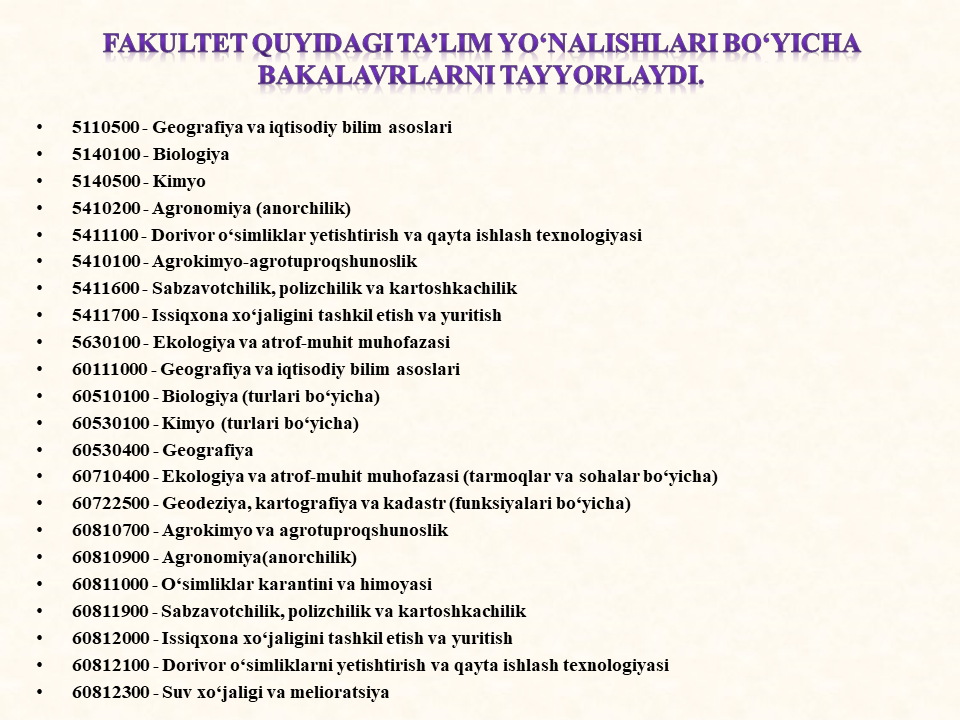 FAKULTET QUYIDAGI TA’LIM YO‘NALISHLARI BO‘YICHA
BAKALAVRLARNI TAYYORLAYDI.
• 5110500 - Geografiya va iqtisodiy bilim asoslari
• 5140100 - Biologiya
• 5140500 - Kimyo
• 5410200 - Agronomiya (anorchilik)
• 5411100 - Dorivor o‘simliklar yetishtirish va qayta ishlash texnologiyasi
• 5410100 - Agrokimyo-agrotuproqshunoslik
• 5411600 - Sabzavotchilik, polizchilik va kartoshkachilik
• 5411700 - Issiqxona xo‘jaligini tashkil etish va yuritish
• 5630100 - Ekologiya va atrof-muhit muhofazasi
• 60111000 - Geografiya va iqtisodiy bilim asoslari
• 60510100 - Biologiya (turlari bo‘yicha)
• 60530100 - Kimyo (turlari bo‘yicha)
• 60530400 - Geografiya
• 60710400 - Ekologiya va atrof-muhit muhofazasi (tarmoqlar va sohalar bo‘yicha)
• 60722500 - Geodeziya, kartografiya va kadastr (funksiyalari bo‘yicha)
• 60810700 - Agrokimyo va agrotuproqshunoslik
• 60810900 - Agronomiya(anorchilik)
• 60811000 - O‘simliklar karantini va himoyasi
• 60811900 - Sabzavotchilik, polizchilik va kartoshkachilik
• 60812000 - Issiqxona xo‘jaligini tashkil etish va yuritish
• 60812100 - Dorivor o‘simliklarni yetishtirish va qayta ishlash texnologiyasi
• 60812300 - Suv xo‘jaligi va melioratsiya